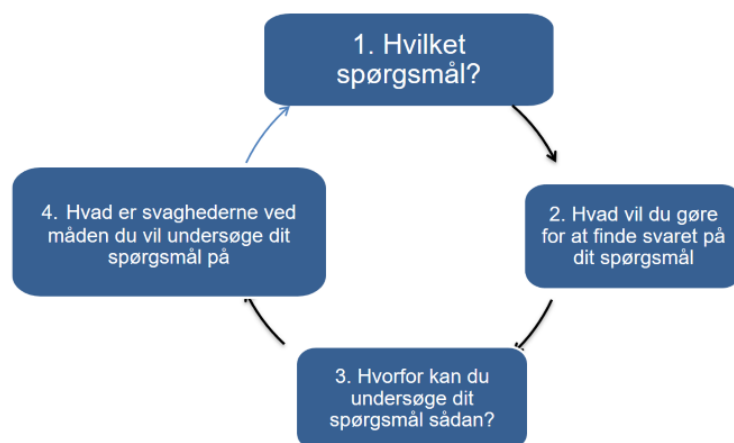 1. Hvilket
spørgsmål?
2. Hvad vil du gøre
for at finde svaret på
dit spørgsmål
3. Hvorfor kan du
undersøge dit
spørgsmål sådan?
4. Hvad er svaghederne ved
måden du vil undersøge dit
spørgsmål på